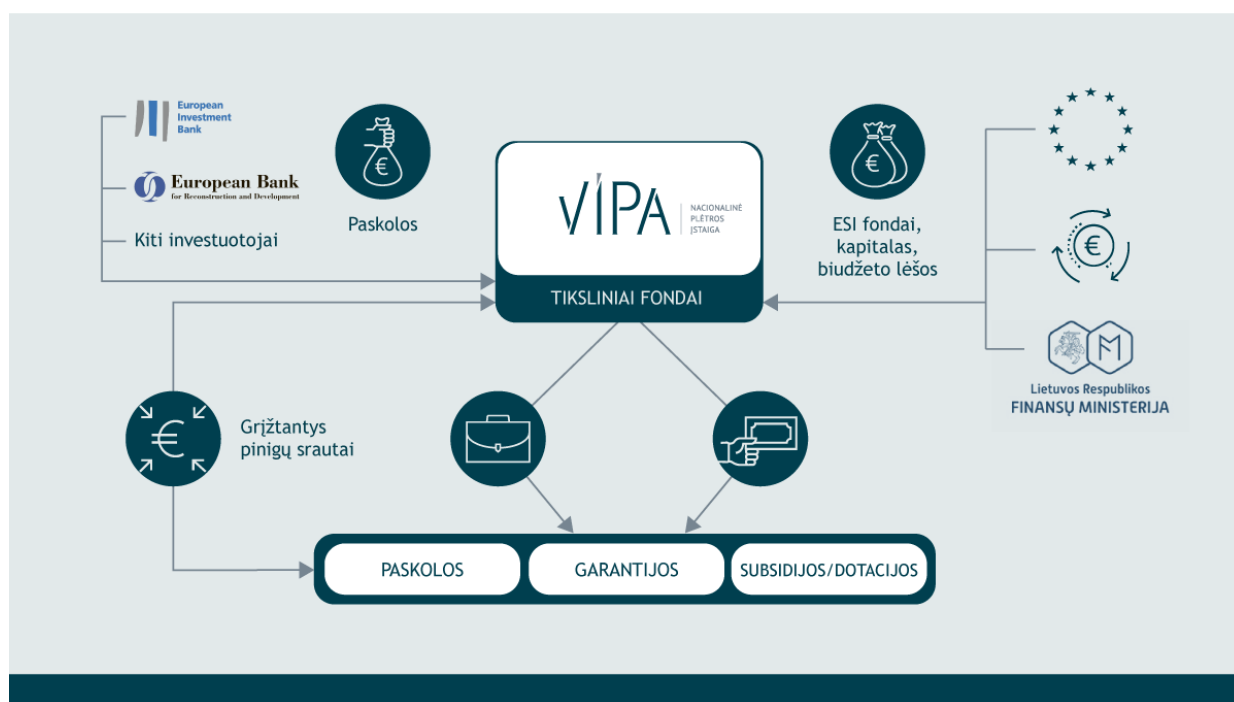 European
Investment
Bank
European Bank
for Reconstruction and Development
Kiti investuotojai
€
Paskolos
VIPA
NACIONALINĖ
PLĖTROS
ĮSTAIGA
TIKSLINIAI FONDAI
€
ESI fondai,
kapitalas,
biudžeto lėšos
€
Lietuvos Respublikos
FINANSŲ MINISTERIJA
€
Grįžtantys
pinigų srautai
PASKOLOS
GARANTIJOS
SUBSIDIJOS/DOTACIJOS